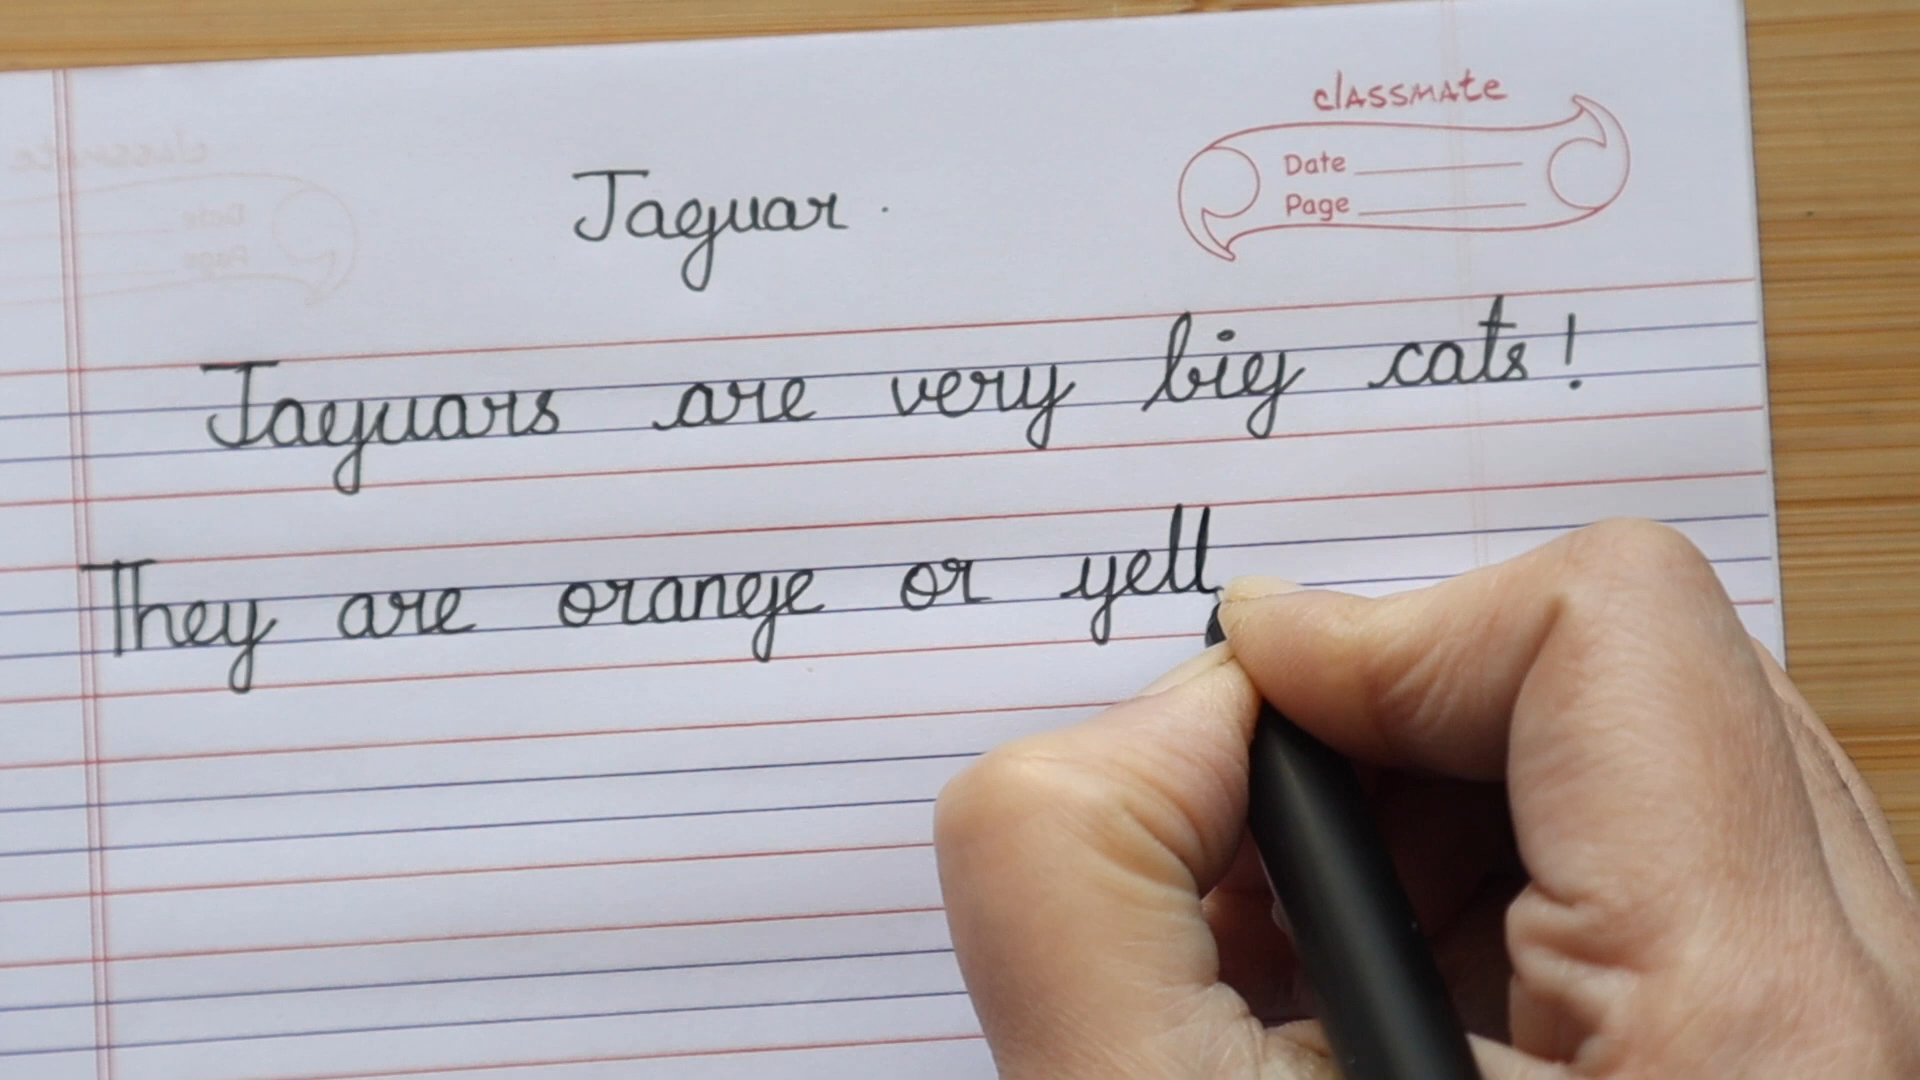 classmate
Date
Page
Jaguar.
Jaguars are very big cats!
They are orange or yell